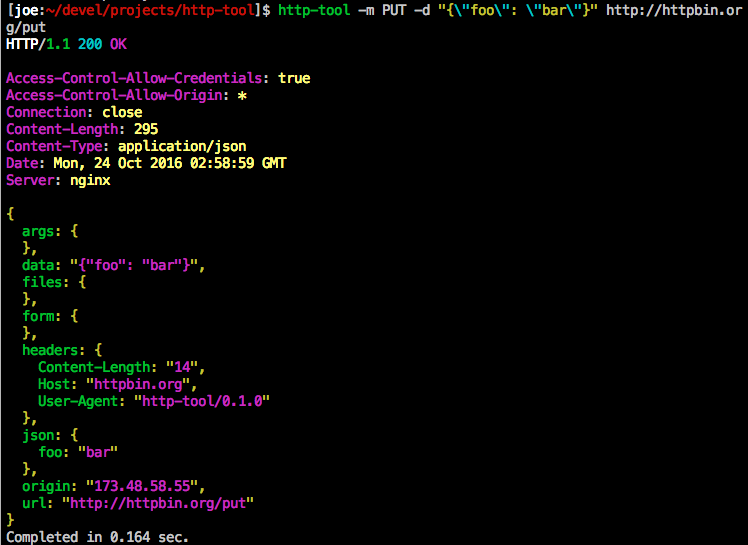 [joe:~/devel/projects/http-tool]$ http-tool -m PUT -d "{\"foo\": \"bar\"}" http://httpbin.or
g/put
HTTP/1.1 200 OK

Access-Control-Allow-Credentials: true
Access-Control-Allow-Origin: *
Connection: close
Content-Length: 295
Content-Type: application/json
Date: Mon, 24 Oct 2016 02:58:59 GMT
Server: nginx

{
  args: {
  },
  data: "{"foo": "bar"}",
  files: {
  },
  form: {
  },
  headers: {
    Content-Length: "14",
    Host: "httpbin.org",
    User-Agent: "http-tool/0.1.0"
  },
  json: {
    foo: "bar"
  },
  origin: "173.48.58.55",
  url: "http://httpbin.org/put"
}
Completed in 0.164 sec.